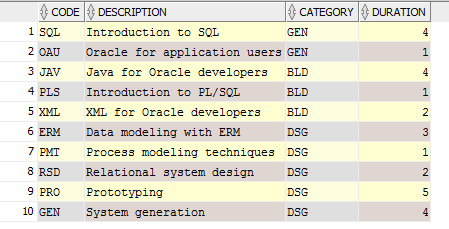 CODE DESCRIPTION CATEGORY DURATION
1 SQL Introduction to SQL GEN 4
2 OAU Oracle for application users GEN 1
3 JAV Java for Oracle developers BLD 4
4 PLS Introduction to PL/SQL BLD 1
5 XML XML for Oracle developers BLD 2
6 ERM Data modeling with ERM DSG 3
7 PMT Process modeling techniques DSG 1
8 RSD Relational system design DSG 2
9 PRO Prototyping DSG 5
10 GEN System generation DSG 4